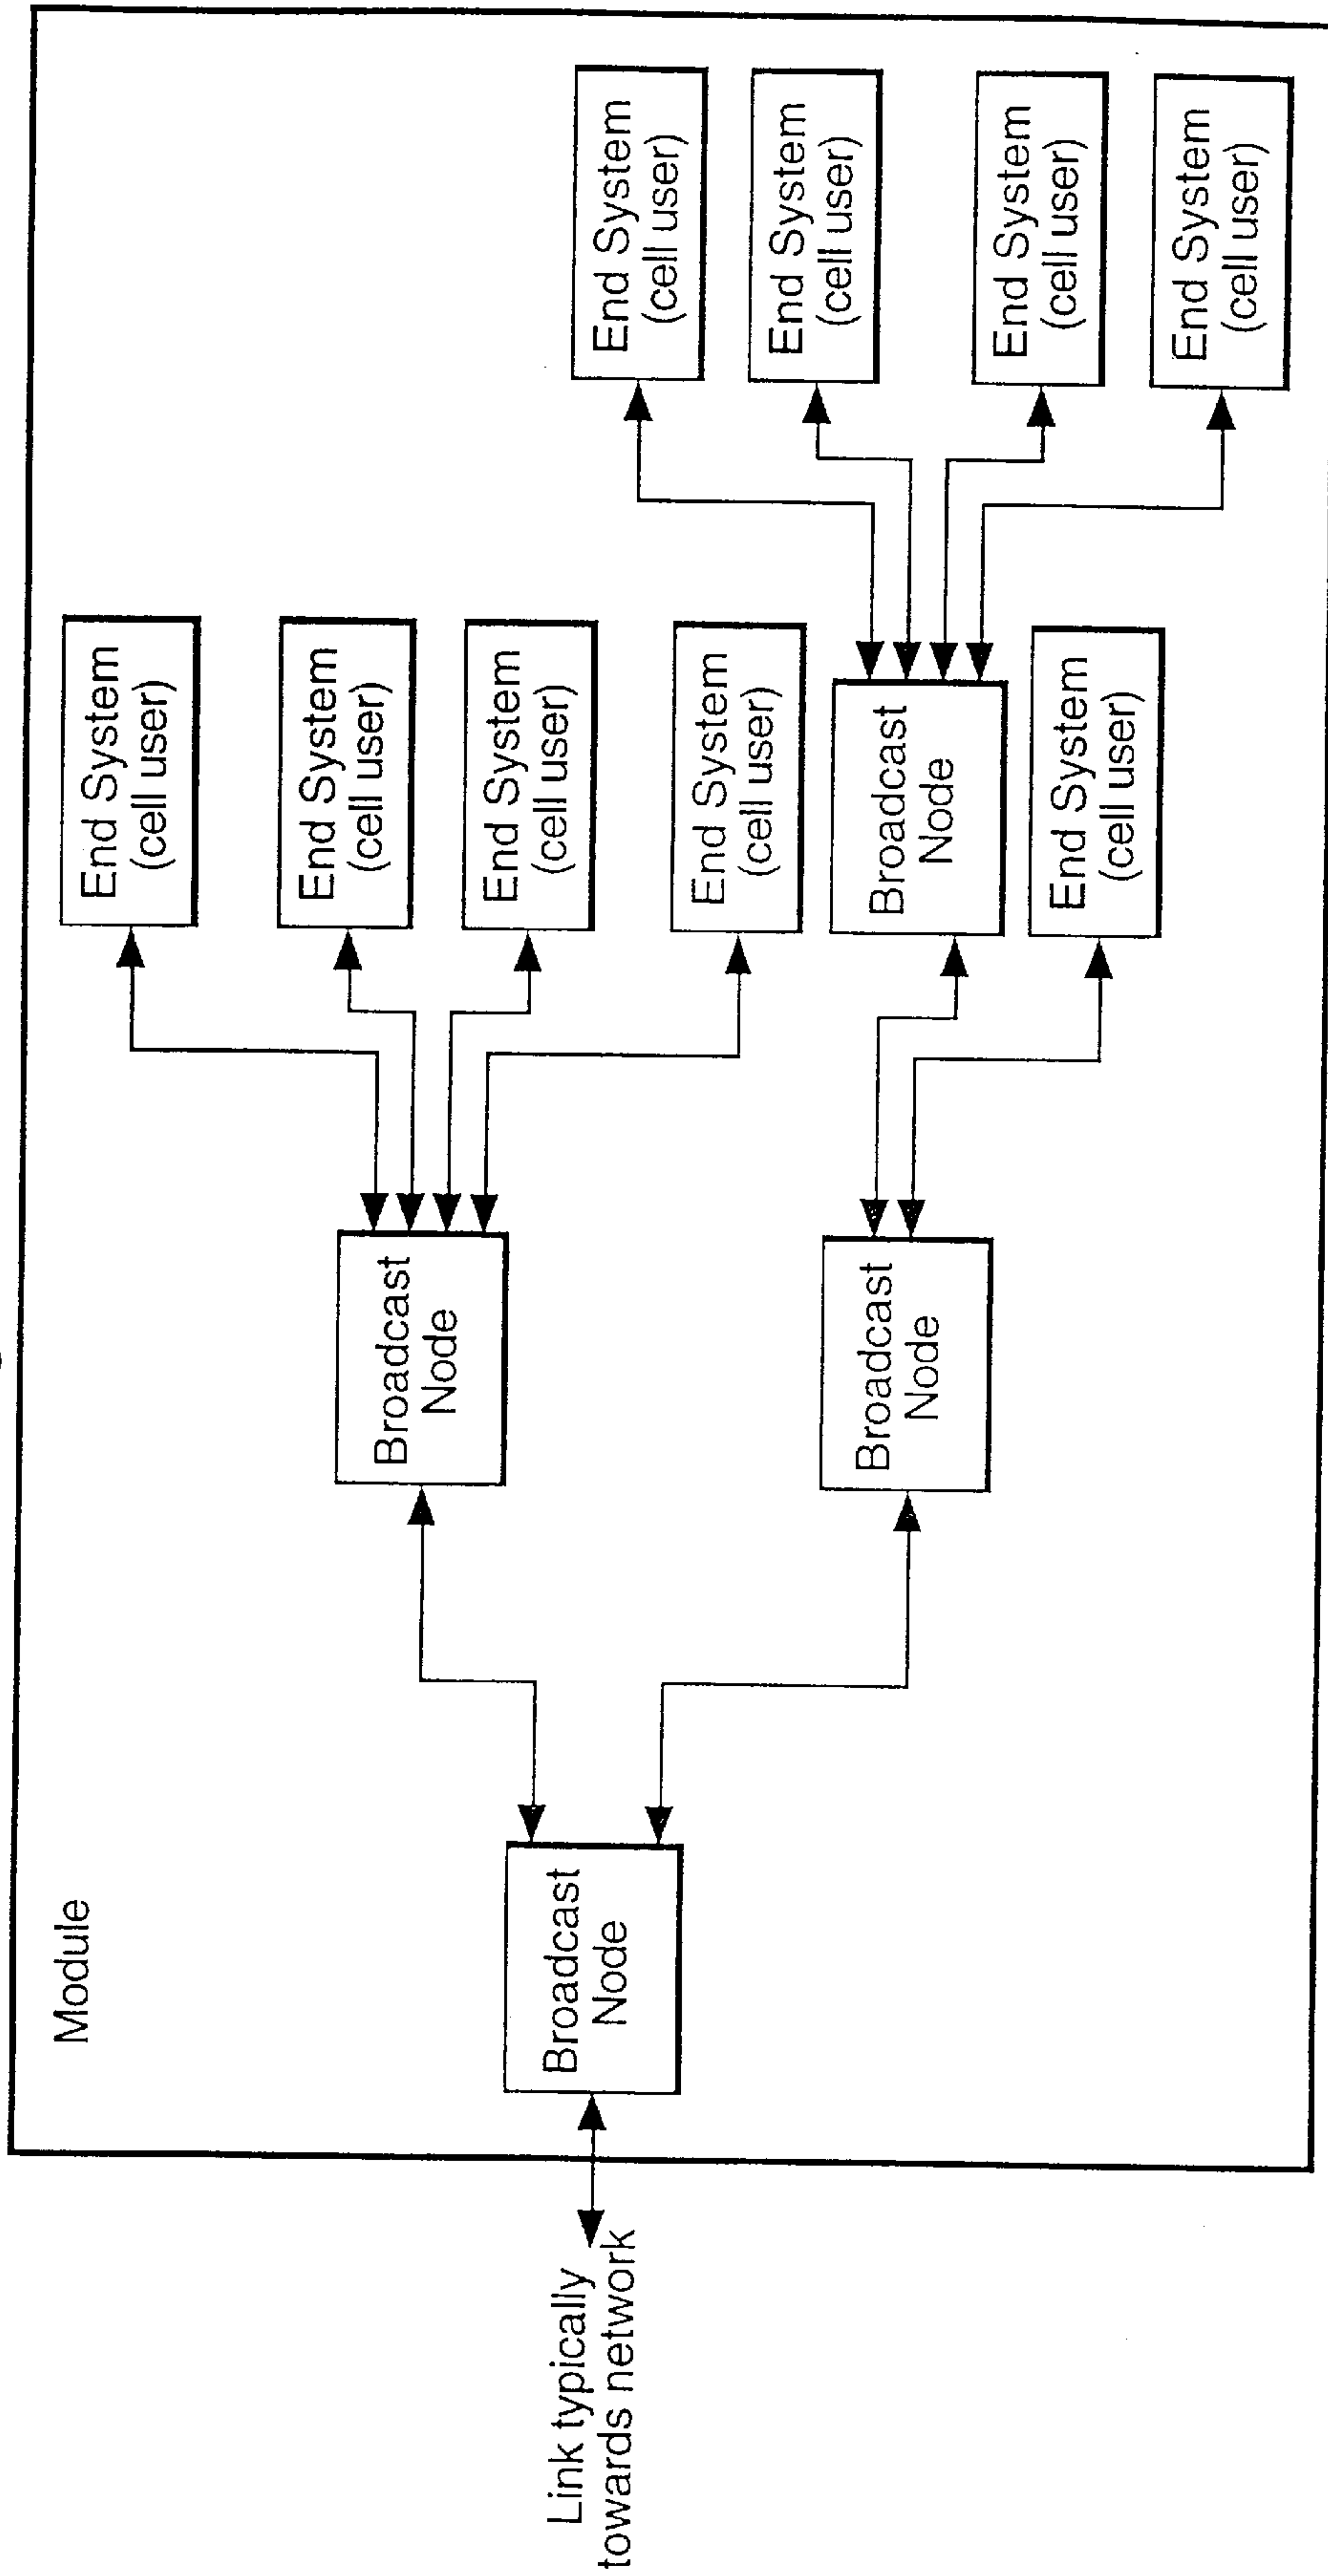 Module
Link typically
towards network
Broadcast
Node
Broadcast
Node
Broadcast
Node
End System
(cell user)
End System
(cell user)
End System
(cell user)
End System
(cell user)
Broadcast
Node
End System
(cell user)
End System
(cell user)
End System
(cell user)
End System
(cell user)
End System
(cell user)